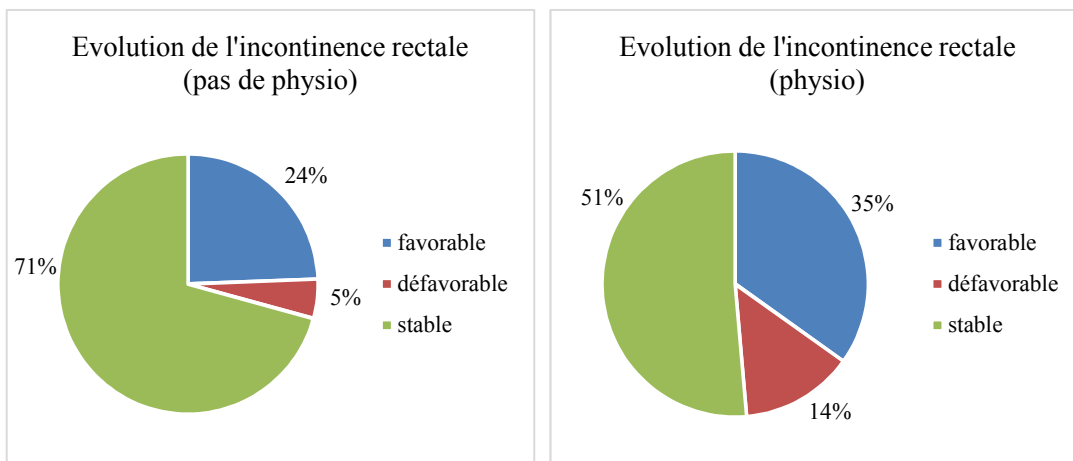 Evolution de l'incontinence rectale
(pas de physio)
24%
71%
5%
favorable
défavorable
stable
Evolution de l'incontinence rectale
(physio)
51%
35%
14%
favorable
défavorable
stable